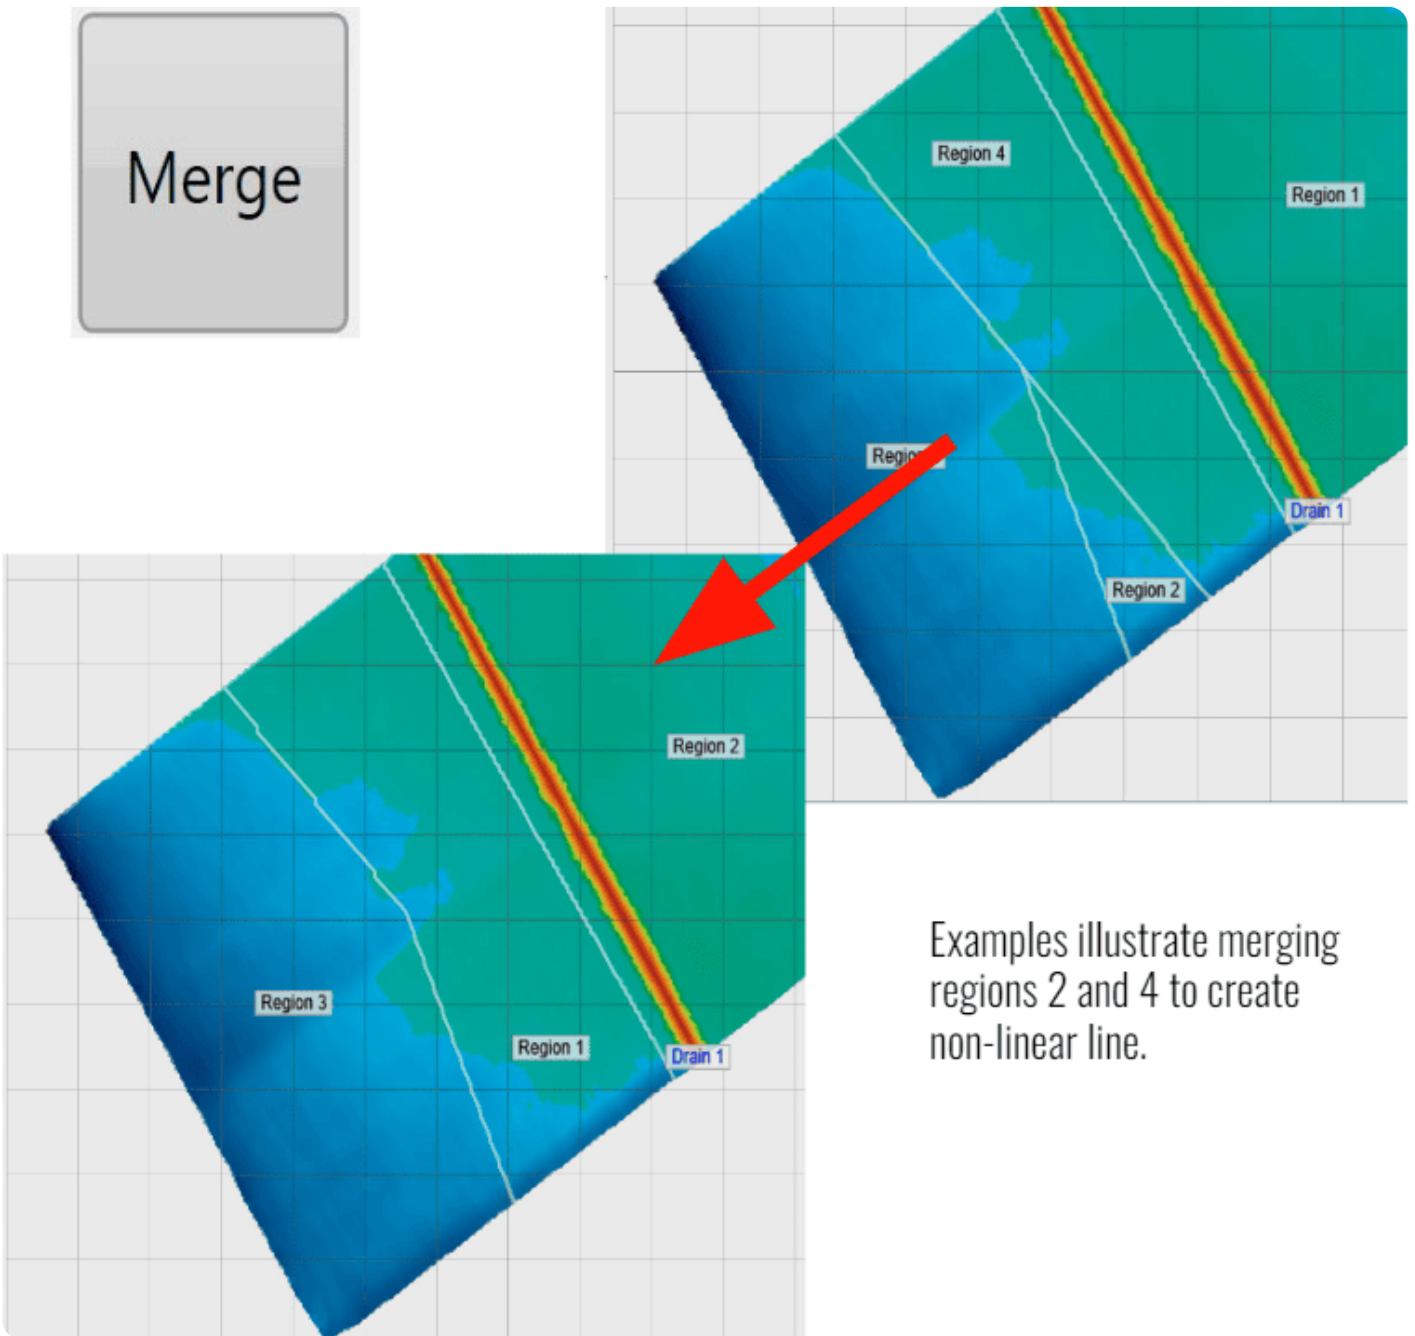 Merge
Region 4
Region 1
Drain 1
Region 2
Region 2
Region 3
Region 1
Drain 1
Examples illustrate merging
regions 2 and 4 to create
non-linear line.